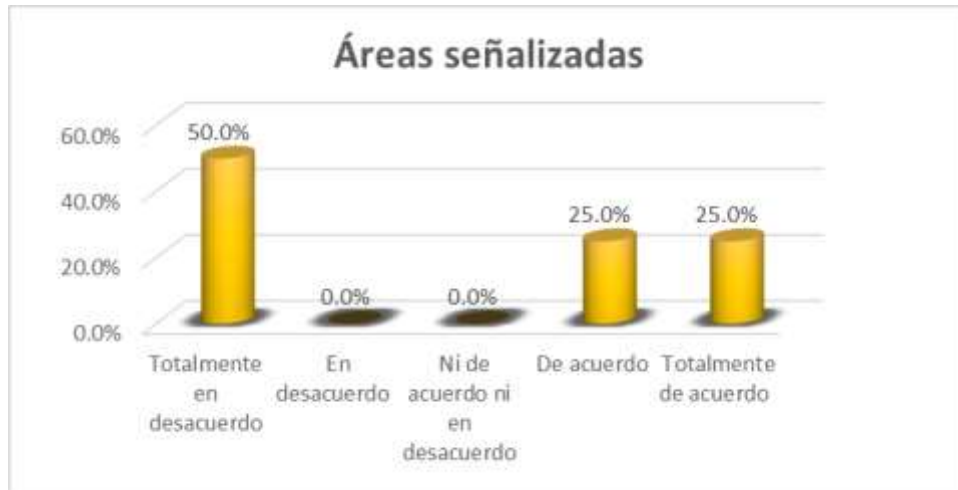 Áreas señalizadas
60.0%
40.0%
20.0%
0.0%
50.0%
0.0%
0.0%
25.0%
25.0%
Totalmente
en
desacuerdo
En
desacuerdo
Ni de
acuerdo ni
en
desacuerdo
De acuerdo
Totalmente
de acuerdo